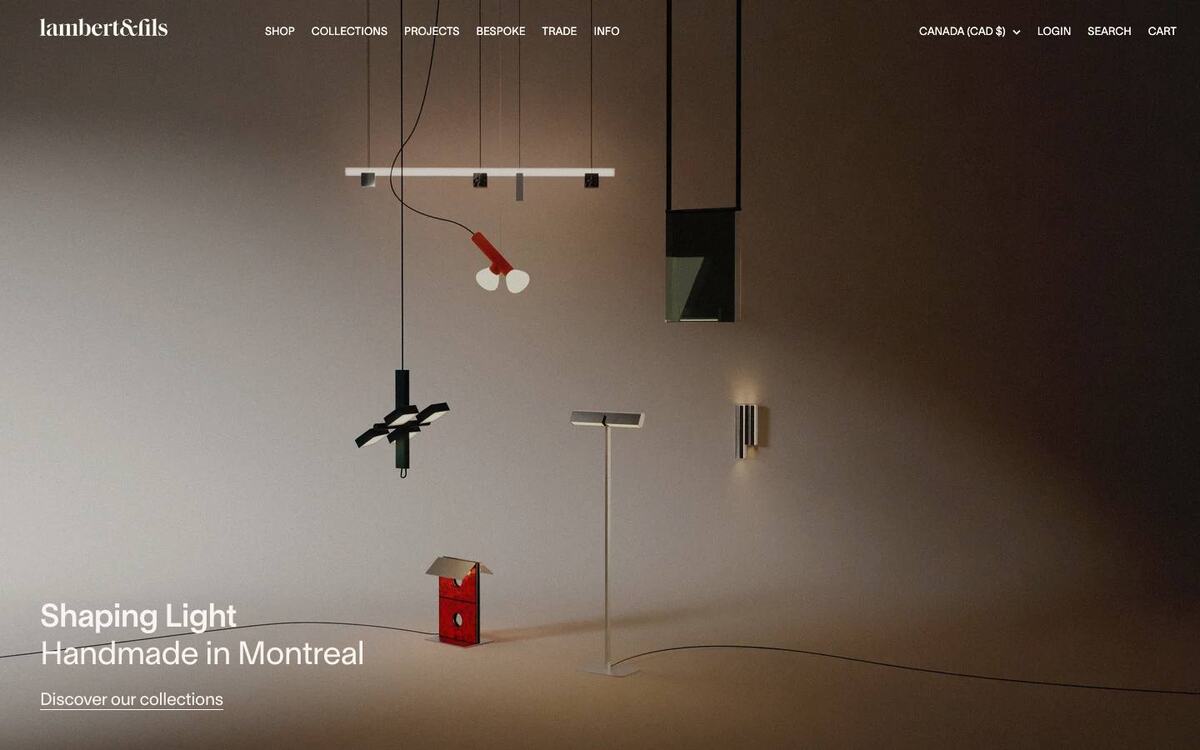 lambert&fils
SHOP COLLECTIONS PROJECTS BESPOKE TRADE INFO
CANADA (CAD $) LOGIN SEARCH CART
Shaping Light
Handmade in Montreal
Discover our collections